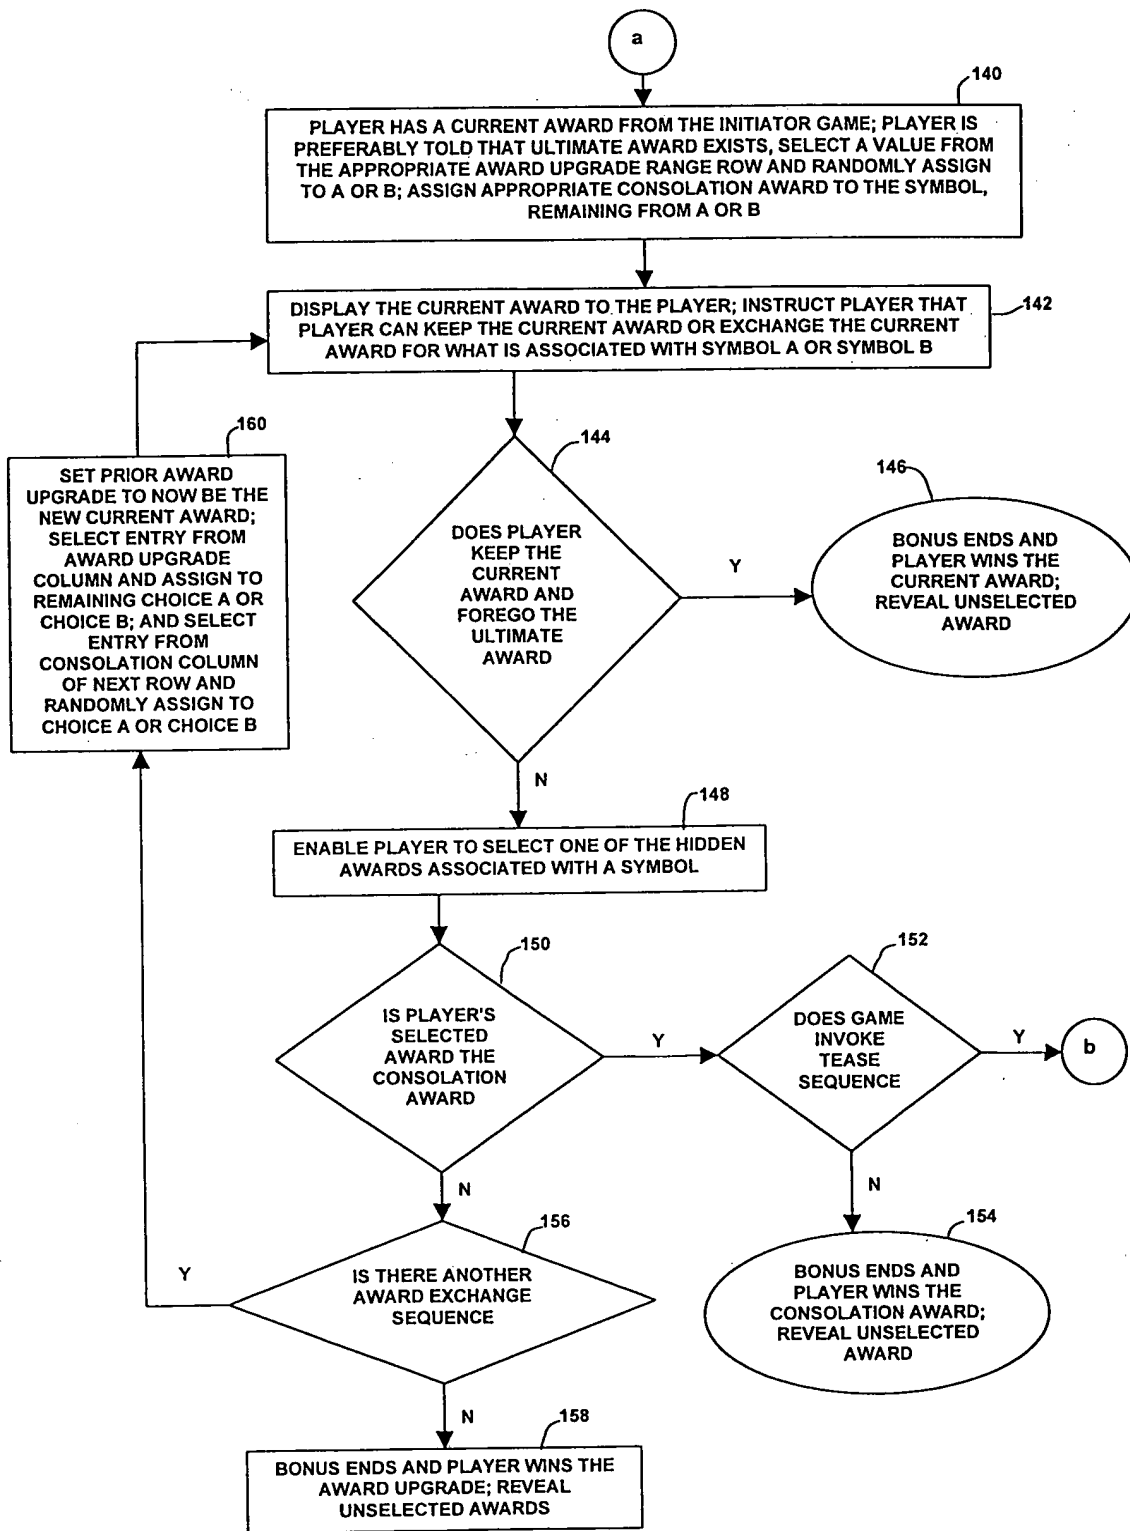 a
140
PLAYER HAS A CURRENT AWARD FROM THE INITIATOR GAME; PLAYER IS
PREFERABLY TOLD THAT ULTIMATE AWARD EXISTS, SELECT A VALUE FROM
THE APPROPRIATE AWARD UPGRADE RANGE ROW AND RANDOMLY ASSIGN
TO A OR B; ASSIGN APPROPRIATE CONSOLATION AWARD TO THE SYMBOL,
REMAINING FROM A OR B
142
DISPLAY THE CURRENT AWARD TO THE PLAYER; INSTRUCT PLAYER THAT
PLAYER CAN KEEP THE CURRENT AWARD OR EXCHANGE THE CURRENT
AWARD FOR WHAT IS ASSOCIATED WITH SYMBOL A OR SYMBOL B
160
SET PRIOR AWARD
UPGRADE TO NOW BE THE
NEW CURRENT AWARD;
SELECT ENTRY FROM
AWARD UPGRADE
COLUMN AND ASSIGN TO
REMAINING CHOICE A OR
CHOICE B; AND SELECT
ENTRY FROM
CONSOLATION COLUMN
OF NEXT ROW AND
RANDOMLY ASSIGN TO
CHOICE A OR CHOICE B
144
DOES PLAYER
KEEP THE
CURRENT
AWARD AND
FOREGO THE
ULTIMATE
AWARD
Y
146
BONUS ENDS AND
PLAYER WINS THE
CURRENT AWARD;
REVEAL UNSELECTED
AWARD
N
148
ENABLE PLAYER TO SELECT ONE OF THE HIDDEN
AWARDS ASSOCIATED WITH A SYMBOL
150
IS PLAYER'S
SELECTED
AWARD THE
CONSOLATION
AWARD
Y
152
DOES GAME
INVOKE
TEASE
SEQUENCE
Y
b
N
N
154
BONUS ENDS AND
PLAYER WINS THE
CONSOLATION AWARD;
REVEAL UNSELECTED
AWARD
156
IS THERE ANOTHER
AWARD EXCHANGE
SEQUENCE
Y
N
158
BONUS ENDS AND PLAYER WINS THE
AWARD UPGRADE; REVEAL
UNSELECTED AWARDS